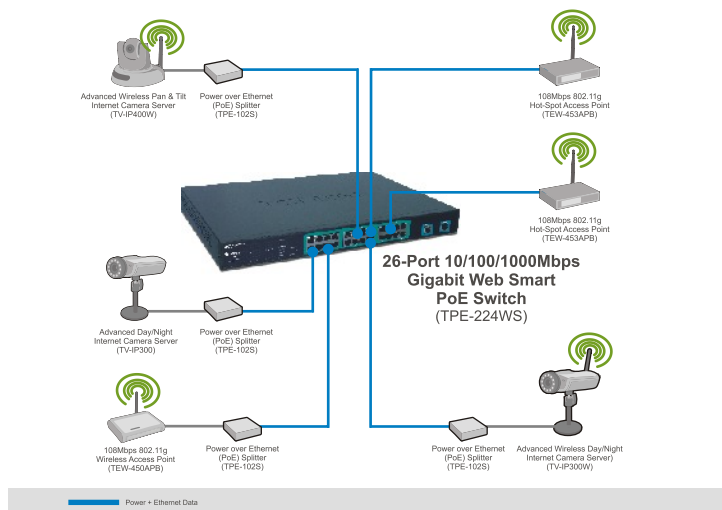 Advanced Wireless Pan & Tilt
Internet Camera Server
(TV-IP400W)
Power over Ethernet
(PoE) Splitter
(TPE-102S)
108Mbps 802.11g
Hot-Spot Access Point
(TEW-453APB)
108Mbps 802.11g
Hot-Spot Access Point
(TEW-453APB)
26-Port 10/100/1000Mbps
Gigabit Web Smart
PoE Switch
(TPE-224WS)
Advanced Day/Night
Internet Camera Server
(TV-IP300)
Power over Ethernet
(PoE) Splitter
(TPE-102S)
108Mbps 802.11g
Wireless Access Point
(TEW-450APB)
Power over Ethernet
(PoE) Splitter
(TPE-102S)
Power over Ethernet
(PoE) Splitter
(TPE-102S)
Advanced Wireless Day/Night
Internet Camera Server)
(TV-IP300W)
Power + Ethernet Data